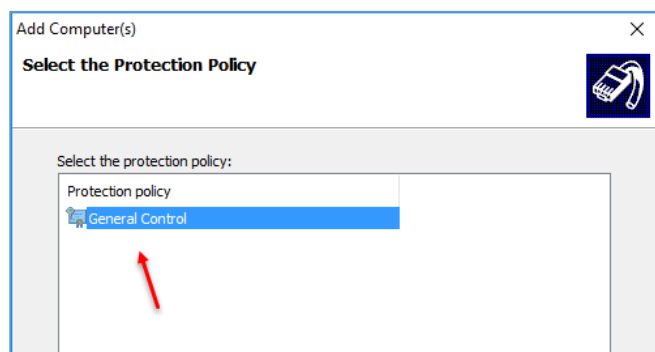 Add Computer(s)
Select the Protection Policy
Select the protection policy:
Protection policy
General Control